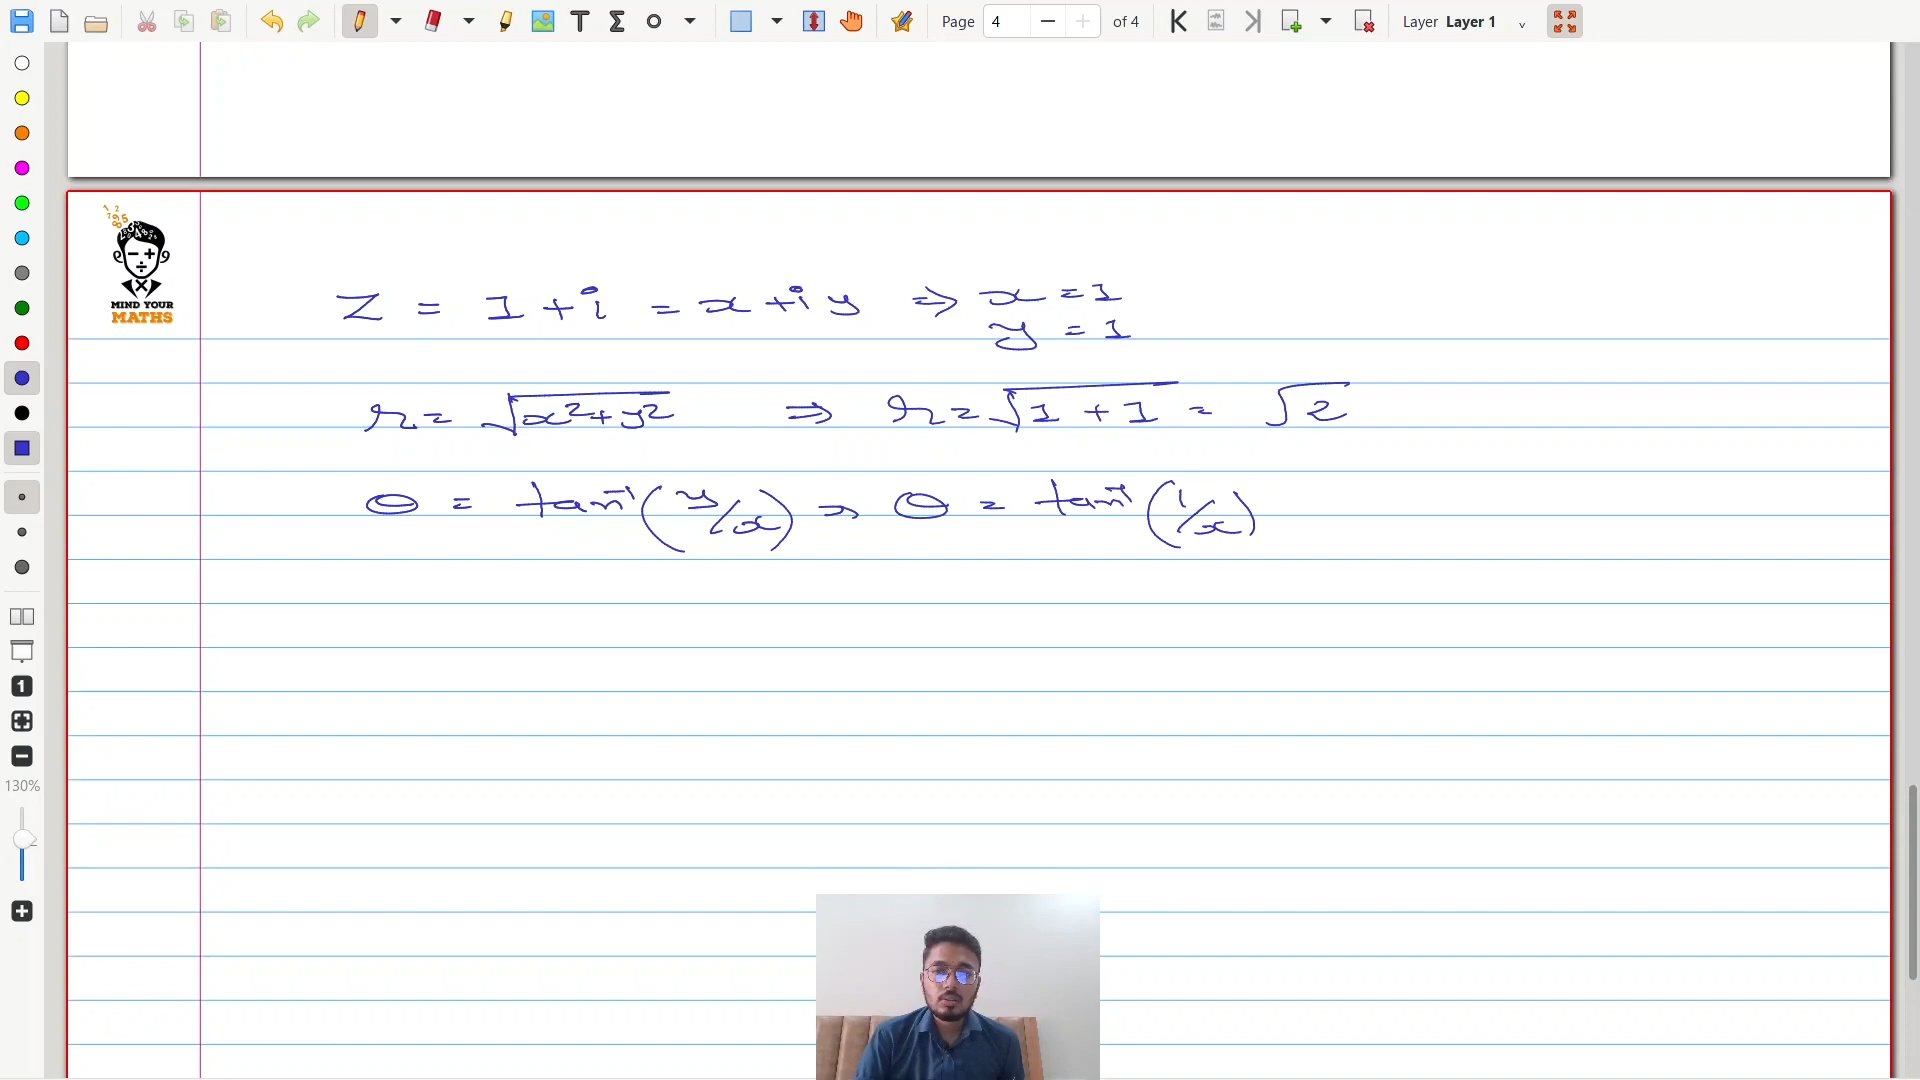 Page 4 of 4 Layer Layer 1
MIND YOUR
MATHS
Z = 1 + i = x + i y ⇒ x = 1
y = 1
r = √x²+y² ⇒ r = √1 + 1 = √2
θ = tan⁻¹(y/x) ⇒ θ = tan⁻¹(1/x)
130%